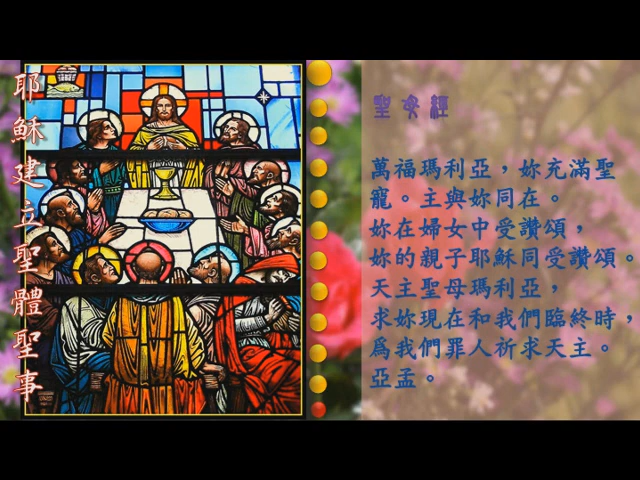 耶穌建立聖體聖事
聖母經
萬福瑪利亞，妳充滿聖
寵。主與妳同在。
妳在婦女中受讚頌，
妳的親子耶穌同受讚頌。
天主聖母瑪利亞，
求妳現在和我們臨終時，
為我們罪人祈求天主。
亞孟。